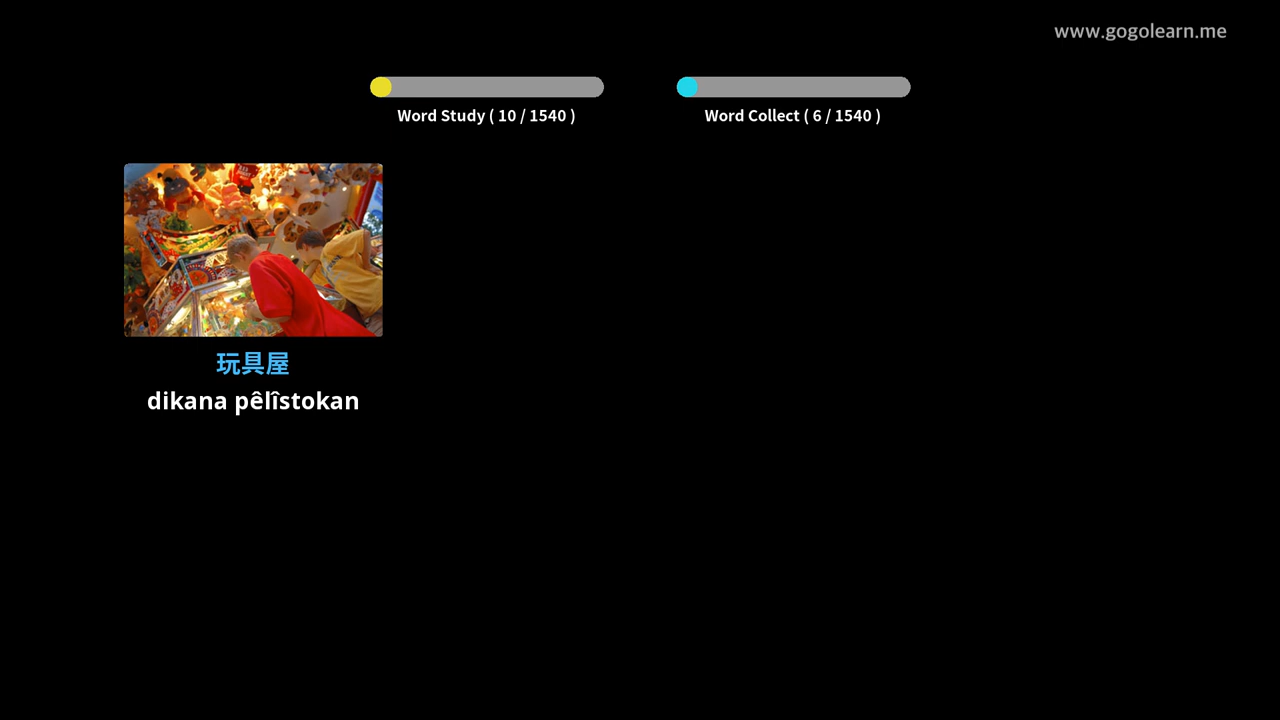 www.gogolearn.me
Word Study ( 10 / 1540 )
Word Collect ( 6 / 1540 )
玩具屋
dikana pêlîstokan